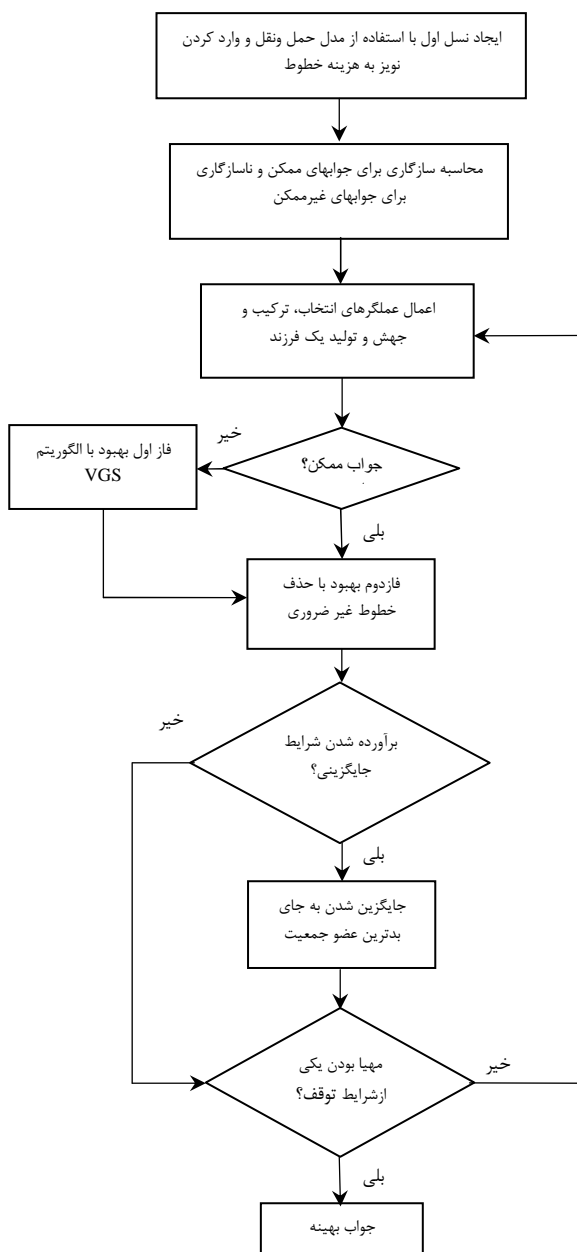 ایجاد نسل اول با استفاده از مدل حمل ونقل و وارد کردن
نویز به هزینه خطوط
محاسبه سازگاری برای جوابهای ممکن و ناسازگاری
برای جوابهای غیرممکن
اعمال عملگرهای انتخاب، ترکیب و
جهش و تولید یک فرزند
خیر
جواب ممکن؟
فاز اول بهبود با الگوریتم
VGS
بلی
فازدوم بهبود با حذف
خطوط غیر ضروری
خیر
برآورده شدن شرایط
جایگزینی؟
بلی
جایگزین شدن به جای
بدترین عضو جمعیت
مهیا بودن یکی
ازشرایط توقف؟
خیر
بلی
جواب بهینه